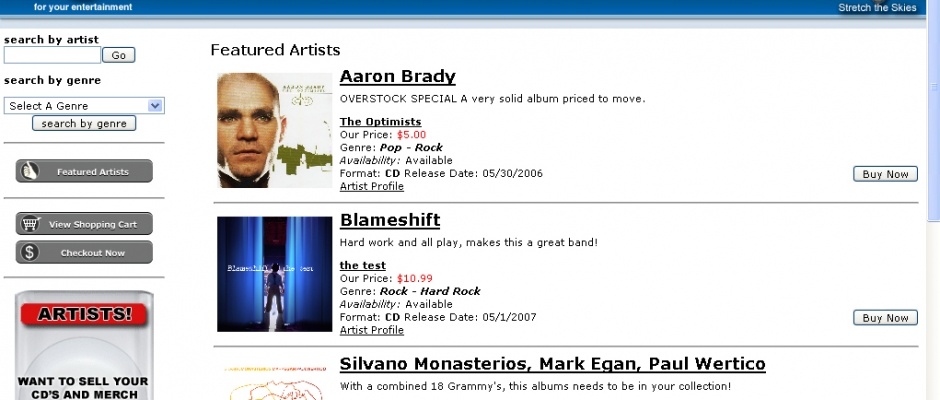 for your entertainment
Stretch the Skies
search by artist
Go
search by genre
Select A Genre
search by genre
Featured Artists
View Shopping Cart
Checkout Now
ARTISTS!
WANT TO SELL YOUR
CD'S AND MERCH
Featured Artists
Aaron Brady
OVERSTOCK SPECIAL A very solid album priced to move.
The Optimists
Our Price: $5.00
Genre: Pop - Rock
Availability: Available
Format: CD Release Date: 05/30/2006
Artist Profile
Buy Now
Blameshift
Hard work and all play, makes this a great band!
Blameshift the test
the test
Our Price: $10.99
Genre: Rock - Hard Rock
Availability: Available
Format: CD Release Date: 05/1/2007
Artist Profile
Buy Now
Silvano Monasterios, Mark Egan, Paul Wertico
With a combined 18 Grammy's, this albums needs to be in your collection!